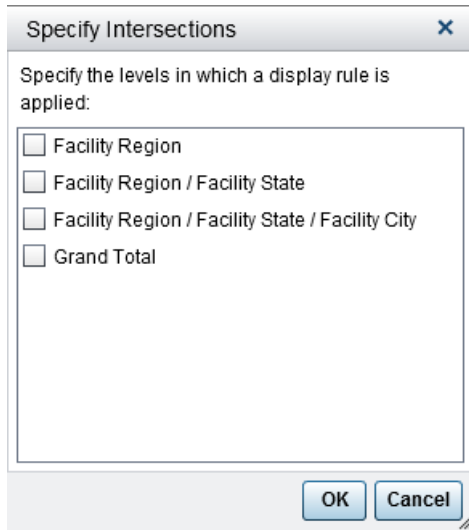 Specify Intersections
Specify the levels in which a display rule is
applied:
Facility Region
Facility Region / Facility State
Facility Region / Facility State / Facility City
Grand Total
OK Cancel